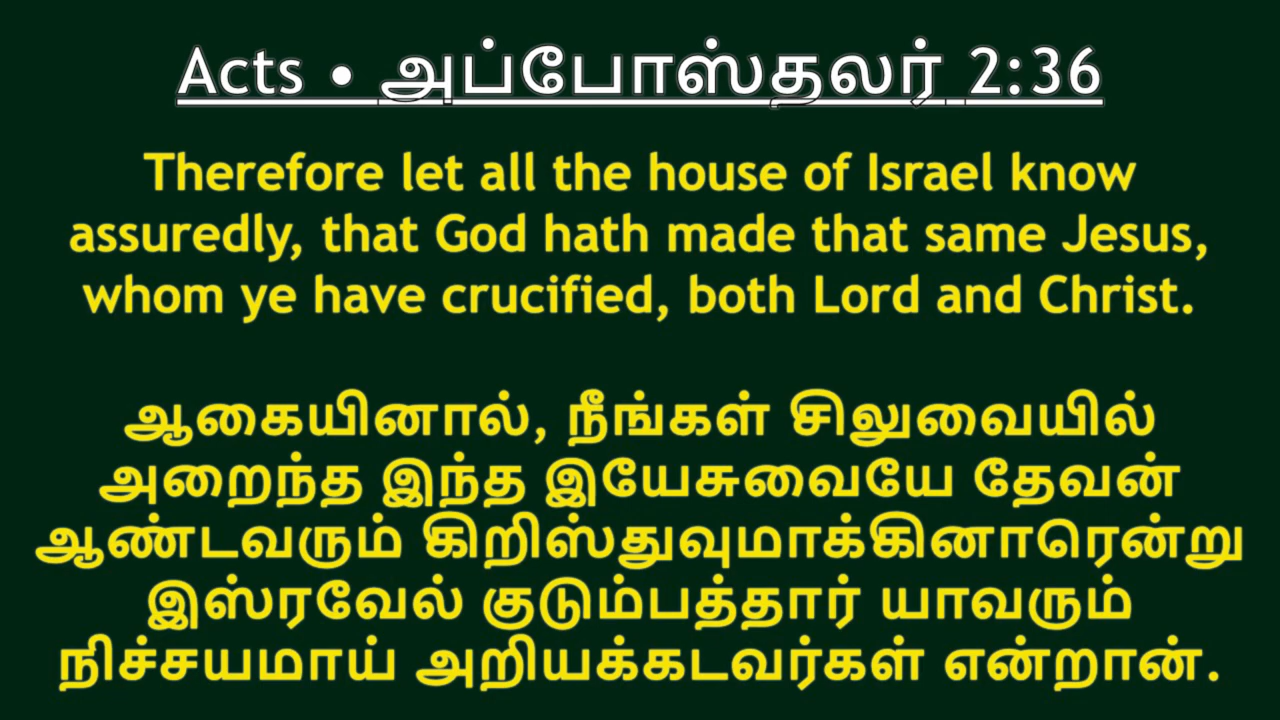 Acts • அப்போஸ்தலர் 2:36
Therefore let all the house of Israel know
assuredly, that God hath made that same Jesus,
whom ye have crucified, both Lord and Christ.
ஆகையினால், நீங்கள் சிலுவையில்
அறைந்த இந்த இயேசுவையே தேவன்
ஆண்டவரும் கிறிஸ்துவுமாக்கினாரென்று
இஸ்ரவேல் குடும்பத்தார் யாவரும்
நிச்சயமாய் அறியக்கடவர்கள் என்றான்.